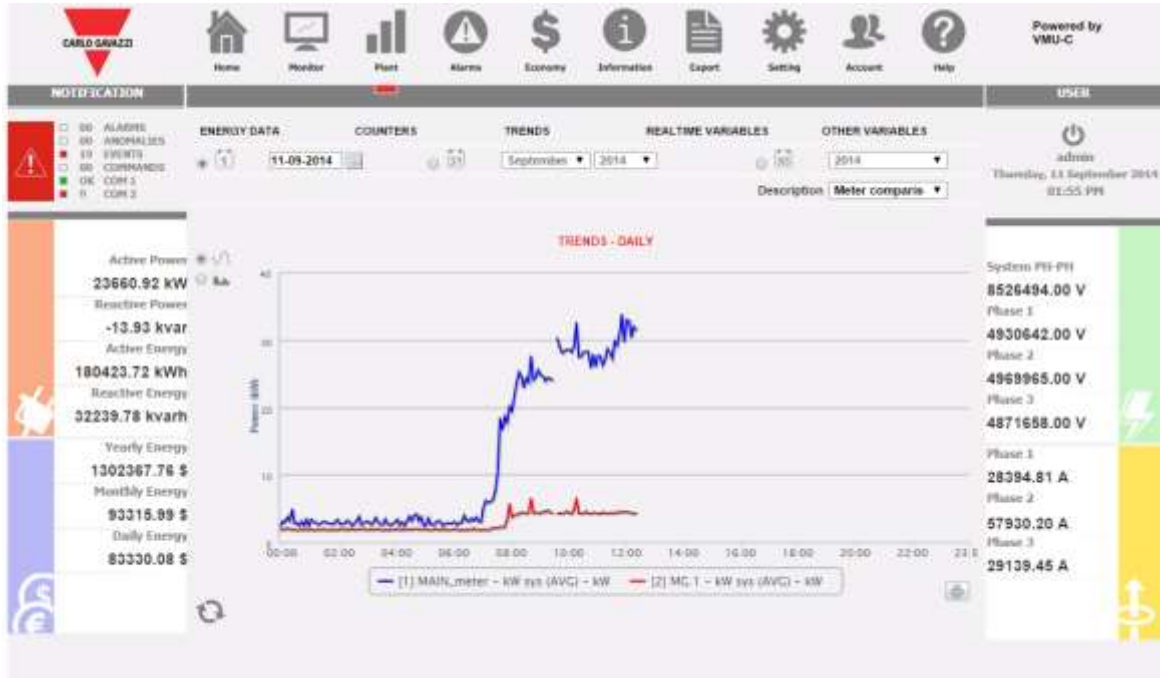 CARLO GAVAZZI
Home
Monitor
Plant
Alarms
Economy
Information
Export
Setting
Account
Help
Powered by
VMU-C
NOTIFICATION
USER
00 ALARMS
00 ANOMALIES
19 EVENTS
00 COMMANDS
OK COM 1
COM 2
ENERGY DATA
COUNTERS
TRENDS
REALTIME VARIABLES
OTHER VARIABLES
1
11-09-2014
31
September
2014
2014
Description
Meter comparis
admin
Thursday, 11 September 2014
01:55 PM
Active Power
23660.92 kW
Reactive Power
-13.93 kvar
Active Energy
180423.72 kWh
Reactive Energy
32239.78 kvarh
Yearly Energy
1302367.76 $
Monthly Energy
93315.99 $
Daily Energy
83330.08 $
TRENDS - DAILY
40
30
20
10
0
00:00 02:00 04:00 06:00 08:00 10:00 12:00 14:00 16:00 18:00 20:00 22:00
[1] MAIN_meter - kW sys (AVG) - kW
[2] MC 1 - kW sys (AVG) - kW
System PH-PH
8526494.00 V
Phase 1
4930642.00 V
Phase 2
4969965.00 V
Phase 3
4871658.00 V
Phase 1
28394.81 A
Phase 2
57930.20 A
Phase 3
29139.45 A